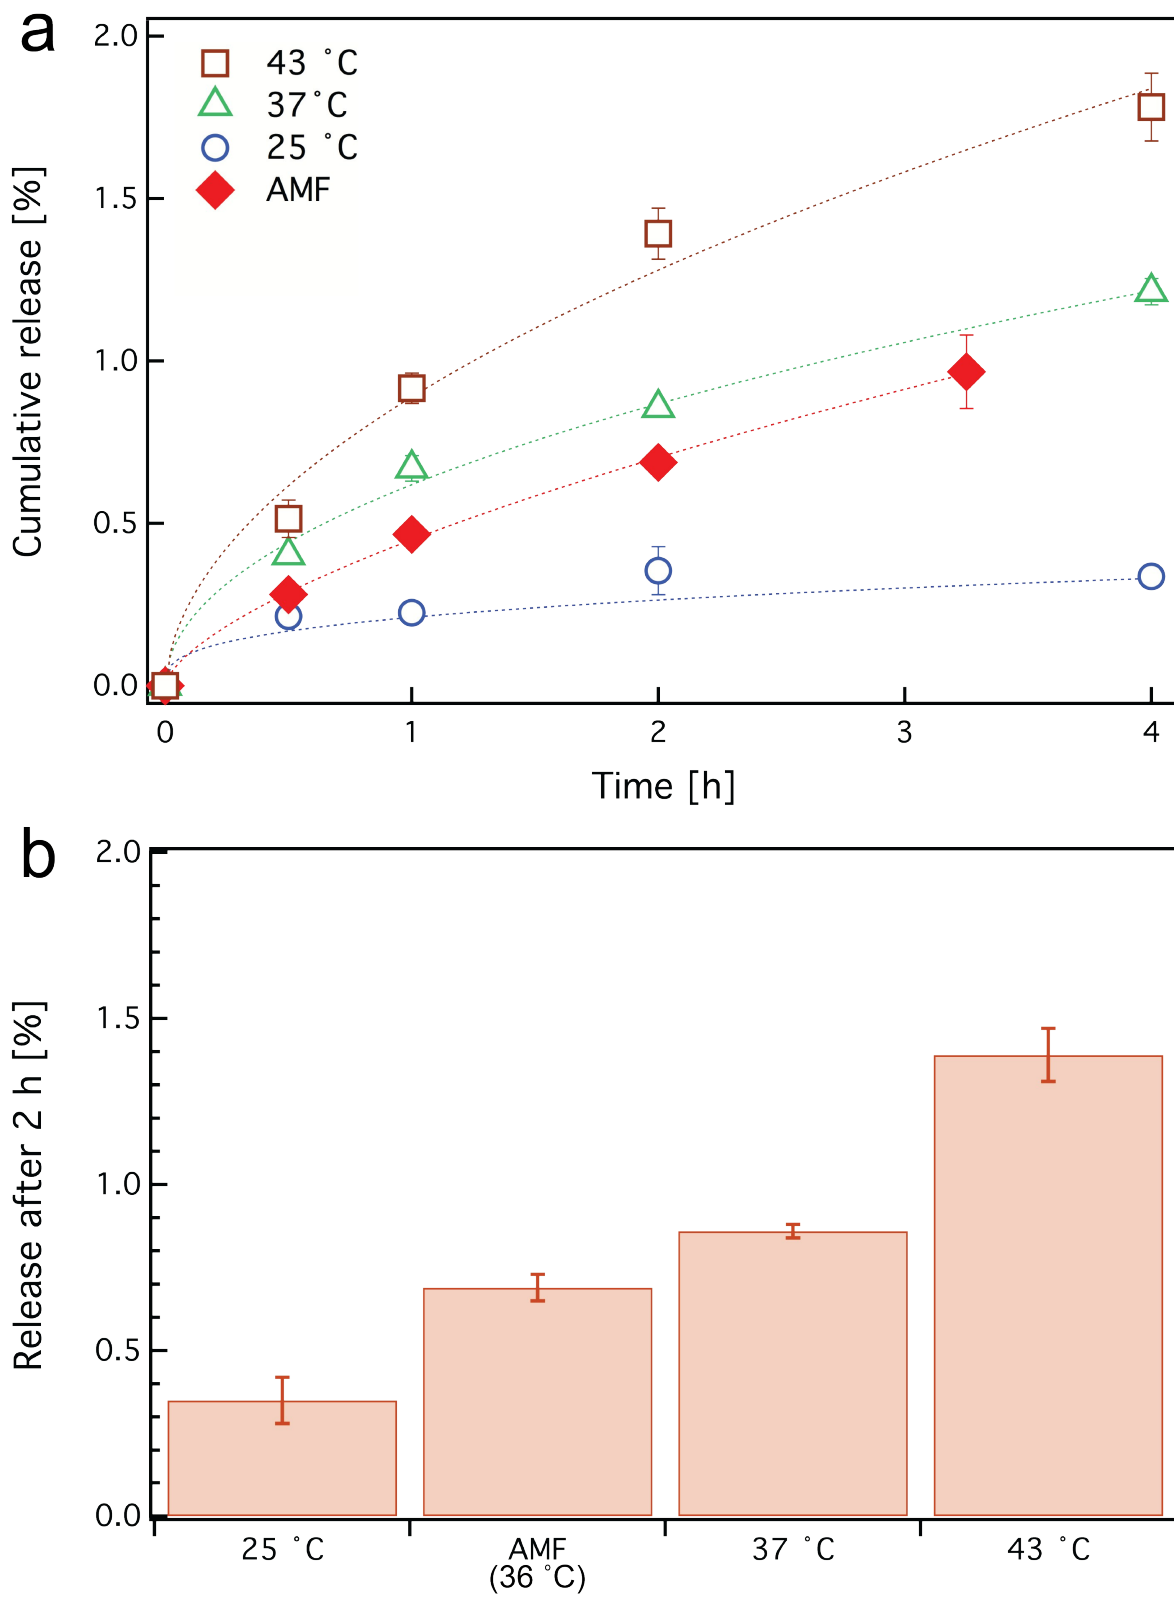 a
2.0
1.5
1.0
0.5
0.0
Cumulative release [%]
43 ˚C
37˚C
25 ˚C
AMF
0 1 2 3 4
Time [h]
b
2.0
1.5
1.0
0.5
0.0
Release after 2 h [%]
25 ˚C AMF 37 ˚C 43 ˚C
(36 ˚C)